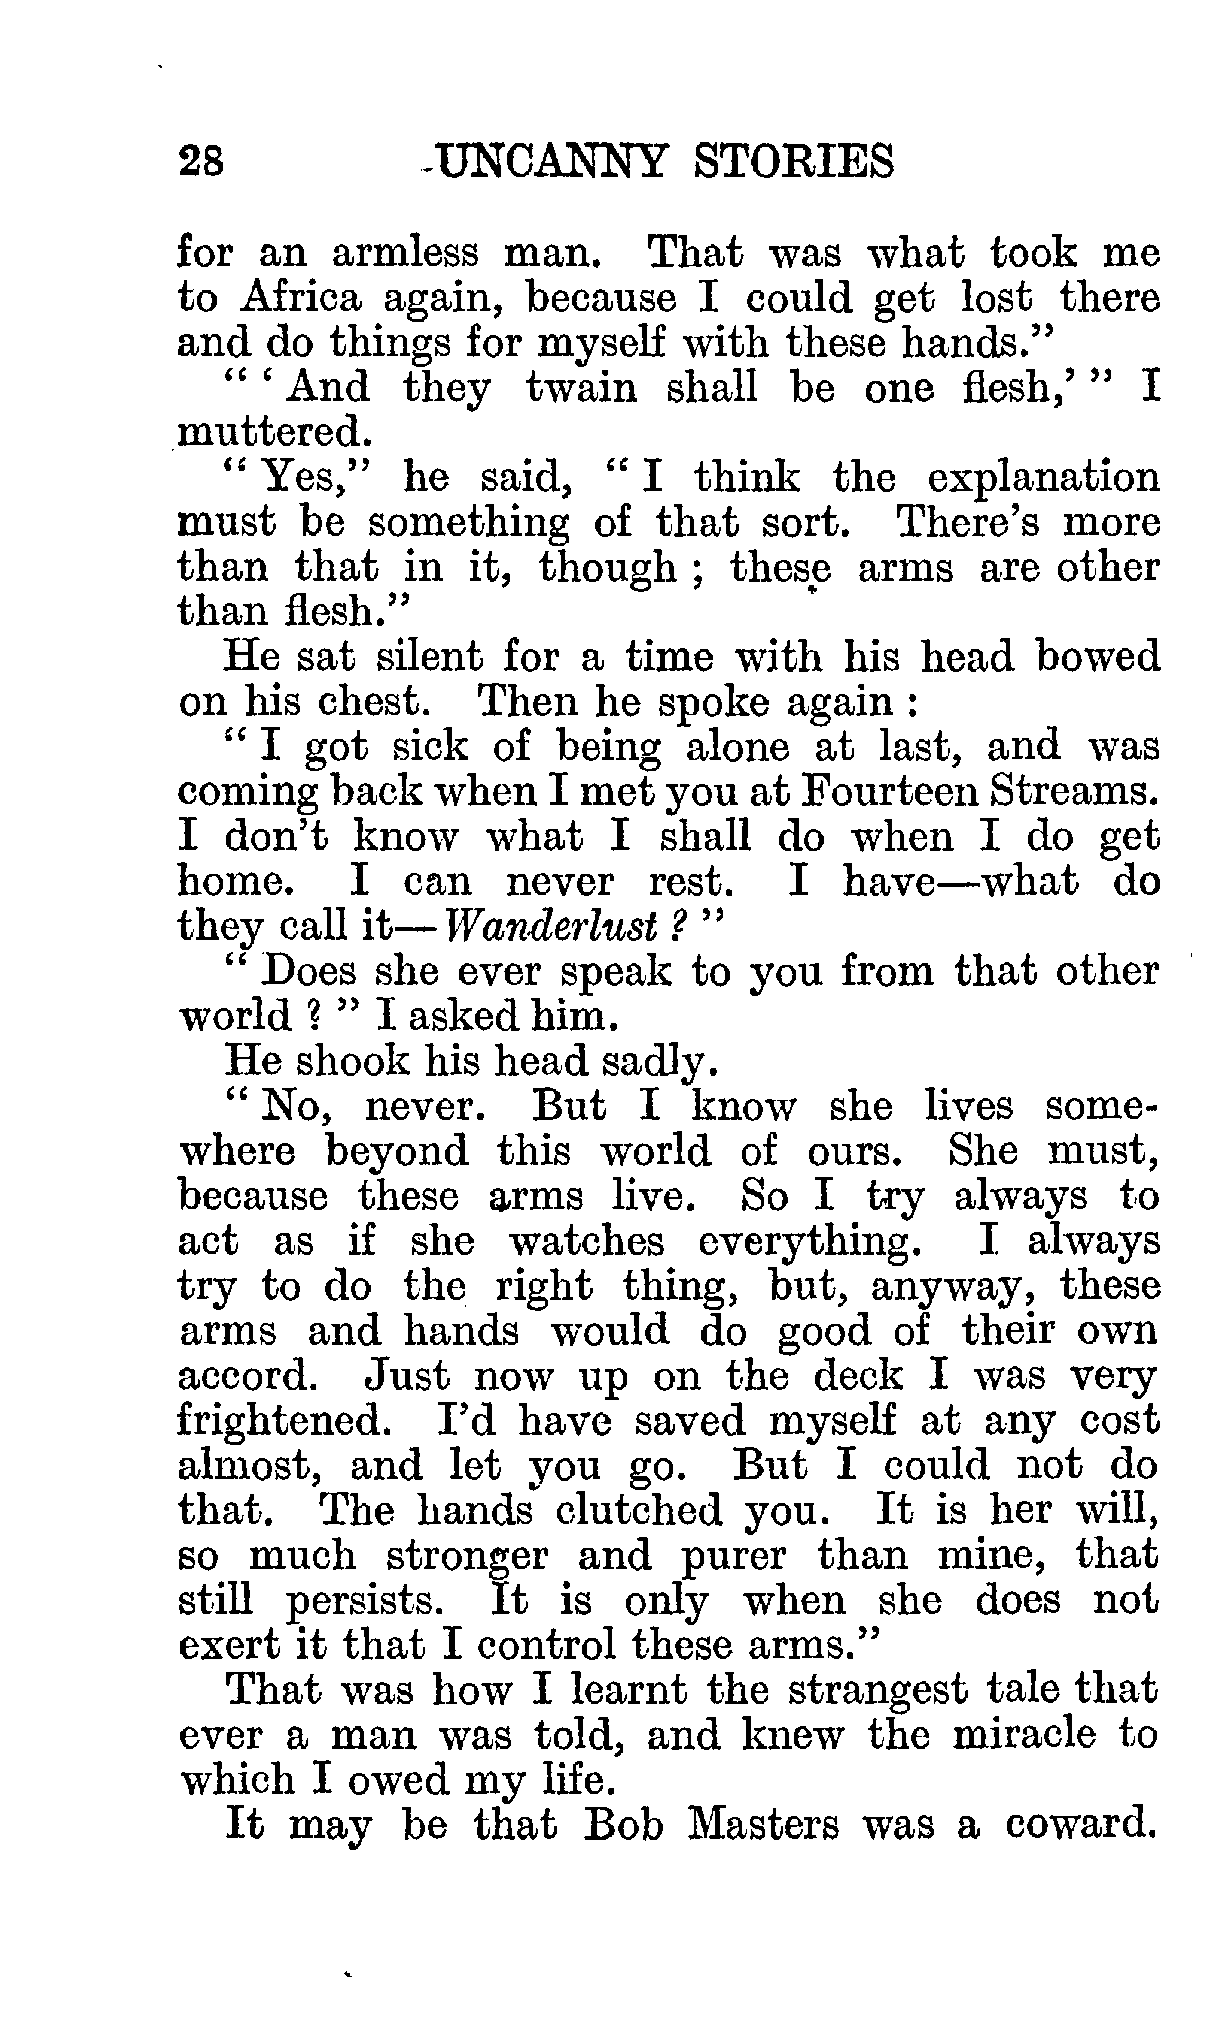 28 UNCANNY STORIES
for an armless man. That was what took me
to Africa again, because I could get lost there
and do things for myself with these hands.”
“ ‘ And they twain shall be one flesh,’ ” I
muttered.
“ Yes,” he said, “ I think the explanation
must be something of that sort. There’s more
than that in it, though ; these arms are other
than flesh.”
He sat silent for a time with his head bowed
on his chest. Then he spoke again :
“ I got sick of being alone at last, and was
coming back when I met you at Fourteen Streams.
I don’t know what I shall do when I do get
home. I can never rest. I have—what do
they call it—Wanderlust ? ”
“ Does she ever speak to you from that other
world ? ” I asked him.
He shook his head sadly.
“ No, never. But I know she lives some-
where beyond this world of ours. She must,
because these arms live. So I try always to
act as if she watches everything. I always
try to do the right thing, but, anyway, these
arms and hands would do good of their own
accord. Just now up on the deck I was very
frightened. I’d have saved myself at any cost
almost, and let you go. But I could not do
that. The hands clutched you. It is her will,
so much stronger and purer than mine, that
still persists. It is only when she does not
exert it that I control these arms.”
That was how I learnt the strangest tale that
ever a man was told, and knew the miracle to
which I owed my life.
It may be that Bob Masters was a coward.